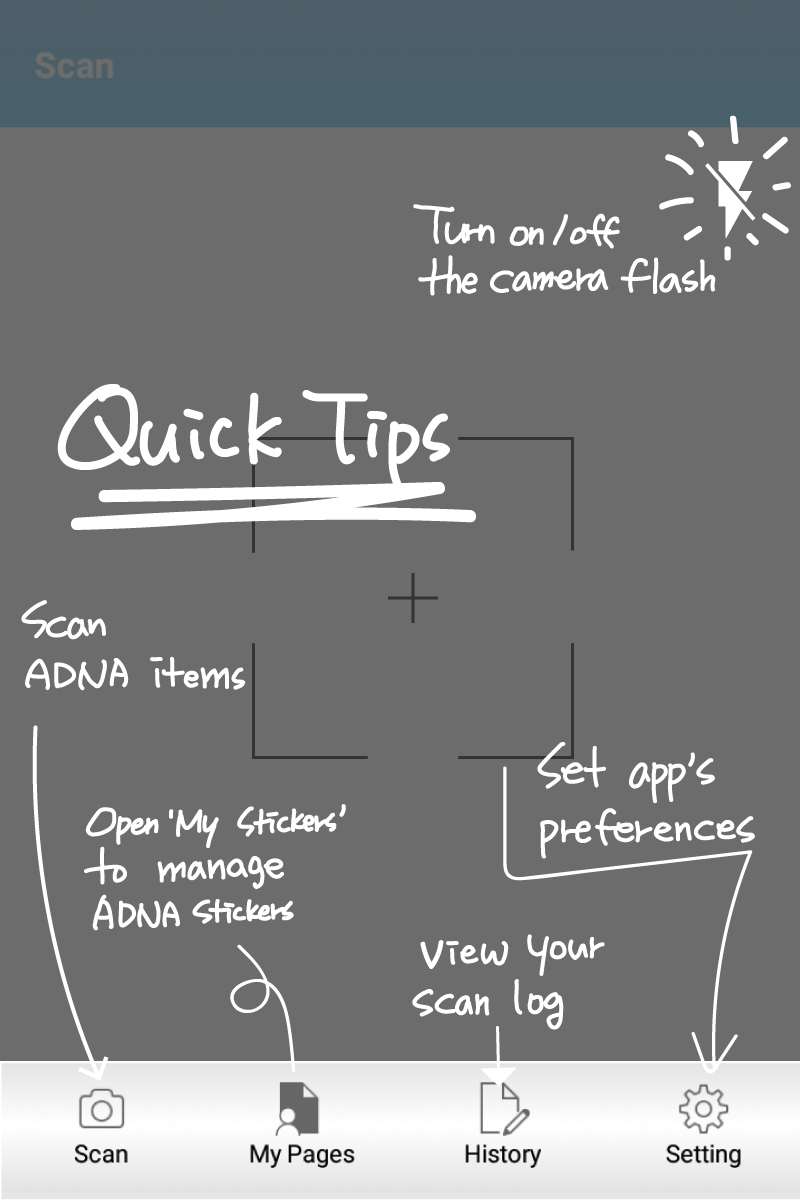 Scan
Turn on/off
the camera flash
Quick Tips
Scan
ADNA items
Set app's
preferences
Open 'My Stickers'
to manage
ADNA Stickers
View your
scan log
Scan
My Pages
History
Setting